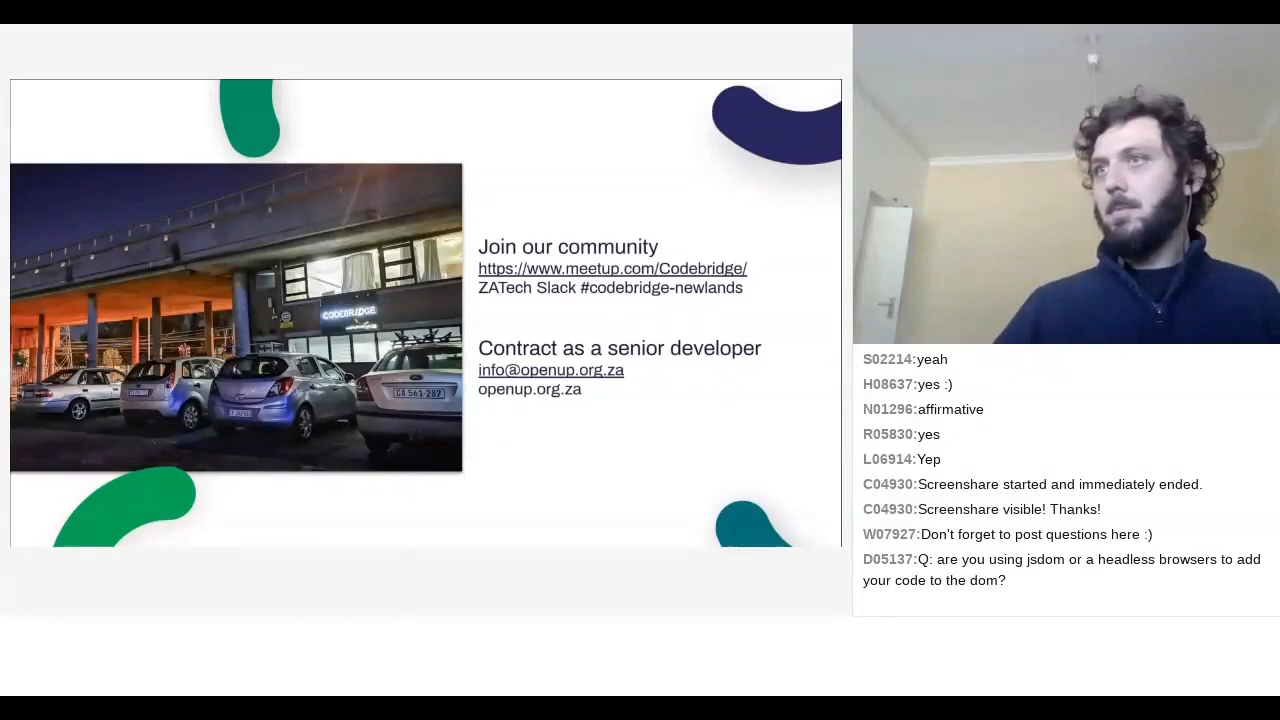 CODEBRIDGE
CA 561-287
Join our community
https://www.meetup.com/Codebridge/
ZATech Slack #codebridge-newlands
Contract as a senior developer
info@openup.org.za
openup.org.za
S02214:yeah
H08637:yes :)
N01296:affirmative
R05830:yes
L06914:Yep
C04930:Screenshare started and immediately ended.
C04930:Screenshare visible! Thanks!
W07927:Don't forget to post questions here :)
D05137:Q: are you using jsdom or a headless browsers to add
your code to the dom?